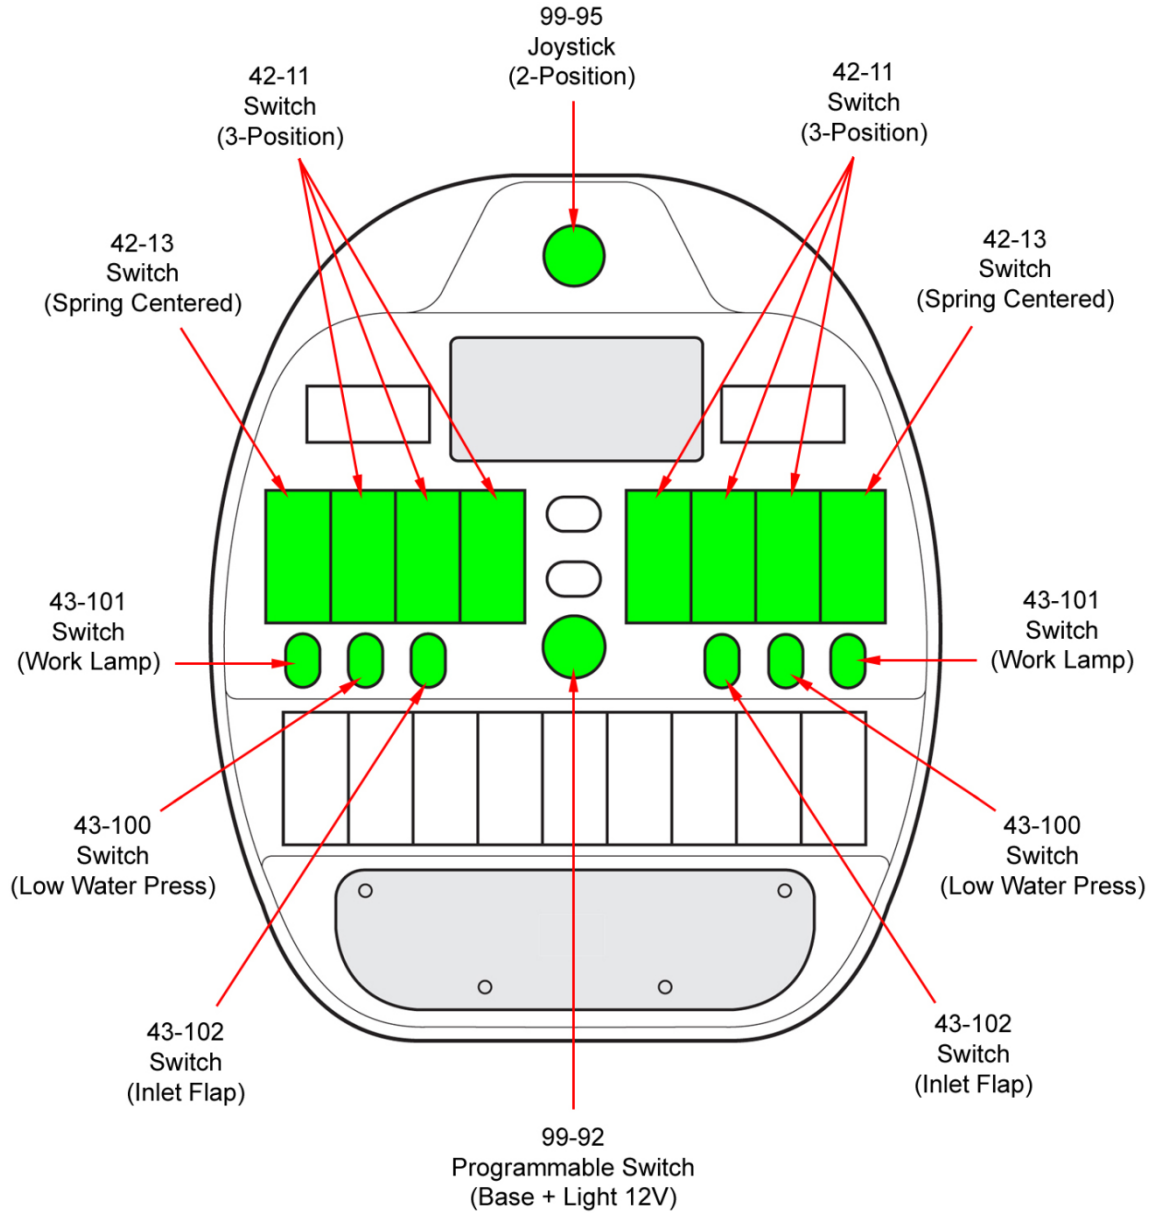 99-95
Joystick
(2-Position)
42-11
Switch
(3-Position)
42-11
Switch
(3-Position)
42-13
Switch
(Spring Centered)
42-13
Switch
(Spring Centered)
43-101
Switch
(Work Lamp)
43-101
Switch
(Work Lamp)
43-100
Switch
(Low Water Press)
43-100
Switch
(Low Water Press)
43-102
Switch
(Inlet Flap)
43-102
Switch
(Inlet Flap)
99-92
Programmable Switch
(Base + Light 12V)